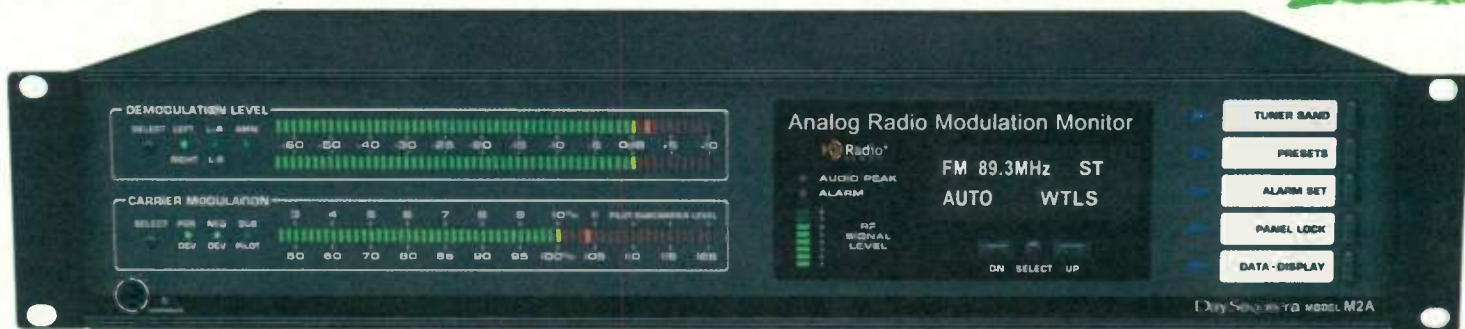 DEMODULATION LEVEL
SELECT LEFT L+R
RIGHT L-R
-60 -50 -40 -30 -25 -20 -15 -10 -5 0dB +5 +10
CARRIER MODULATION
SELECT POS NEG SUB
DEV DEV PILOT
3 4 5 6 7 8 9 10% 11 PILOT SUBCARRIER LEVEL
50 60 70 80 85 90 95 100% 105 110 115
Analog Radio Modulation Monitor
HD Radio
AUDIO PEAK
ALARM
RF
SIGNAL
LEVEL
FM 89.3MHz ST
AUTO WTLS
DN SELECT UP
TUNER BAND
PRESETS
ALARM SET
PANEL LOCK
DATA-DISPLAY
DaySequerra MODEL M2A